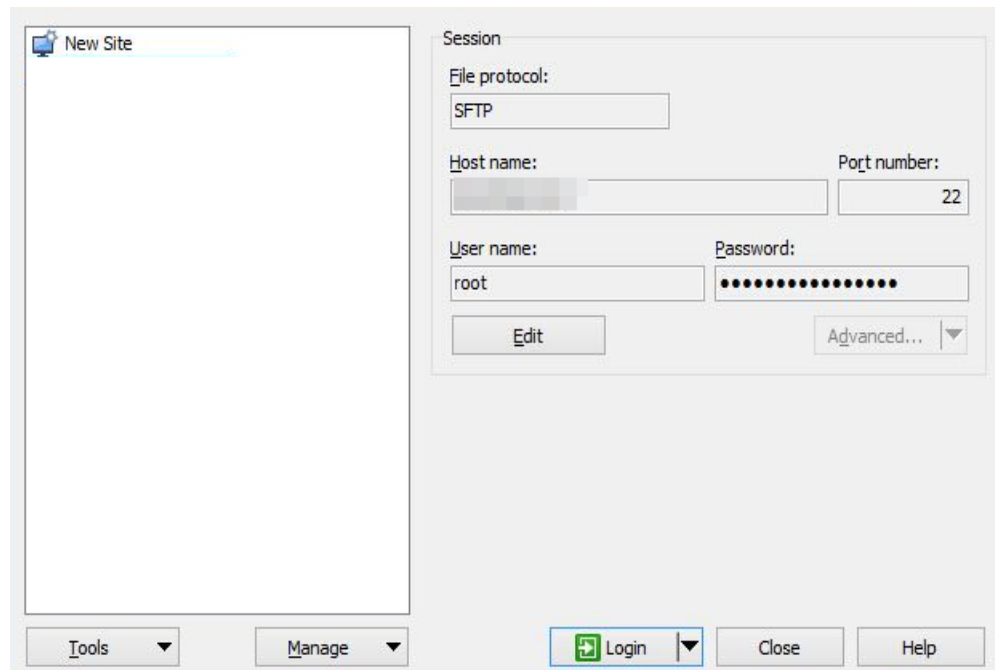 New Site
Session
File protocol:
SFTP
Host name:
Port number:
22
User name:
Password:
root
••••••••••••••••
Edit
Advanced...
Tools
Manage
Login
Close
Help